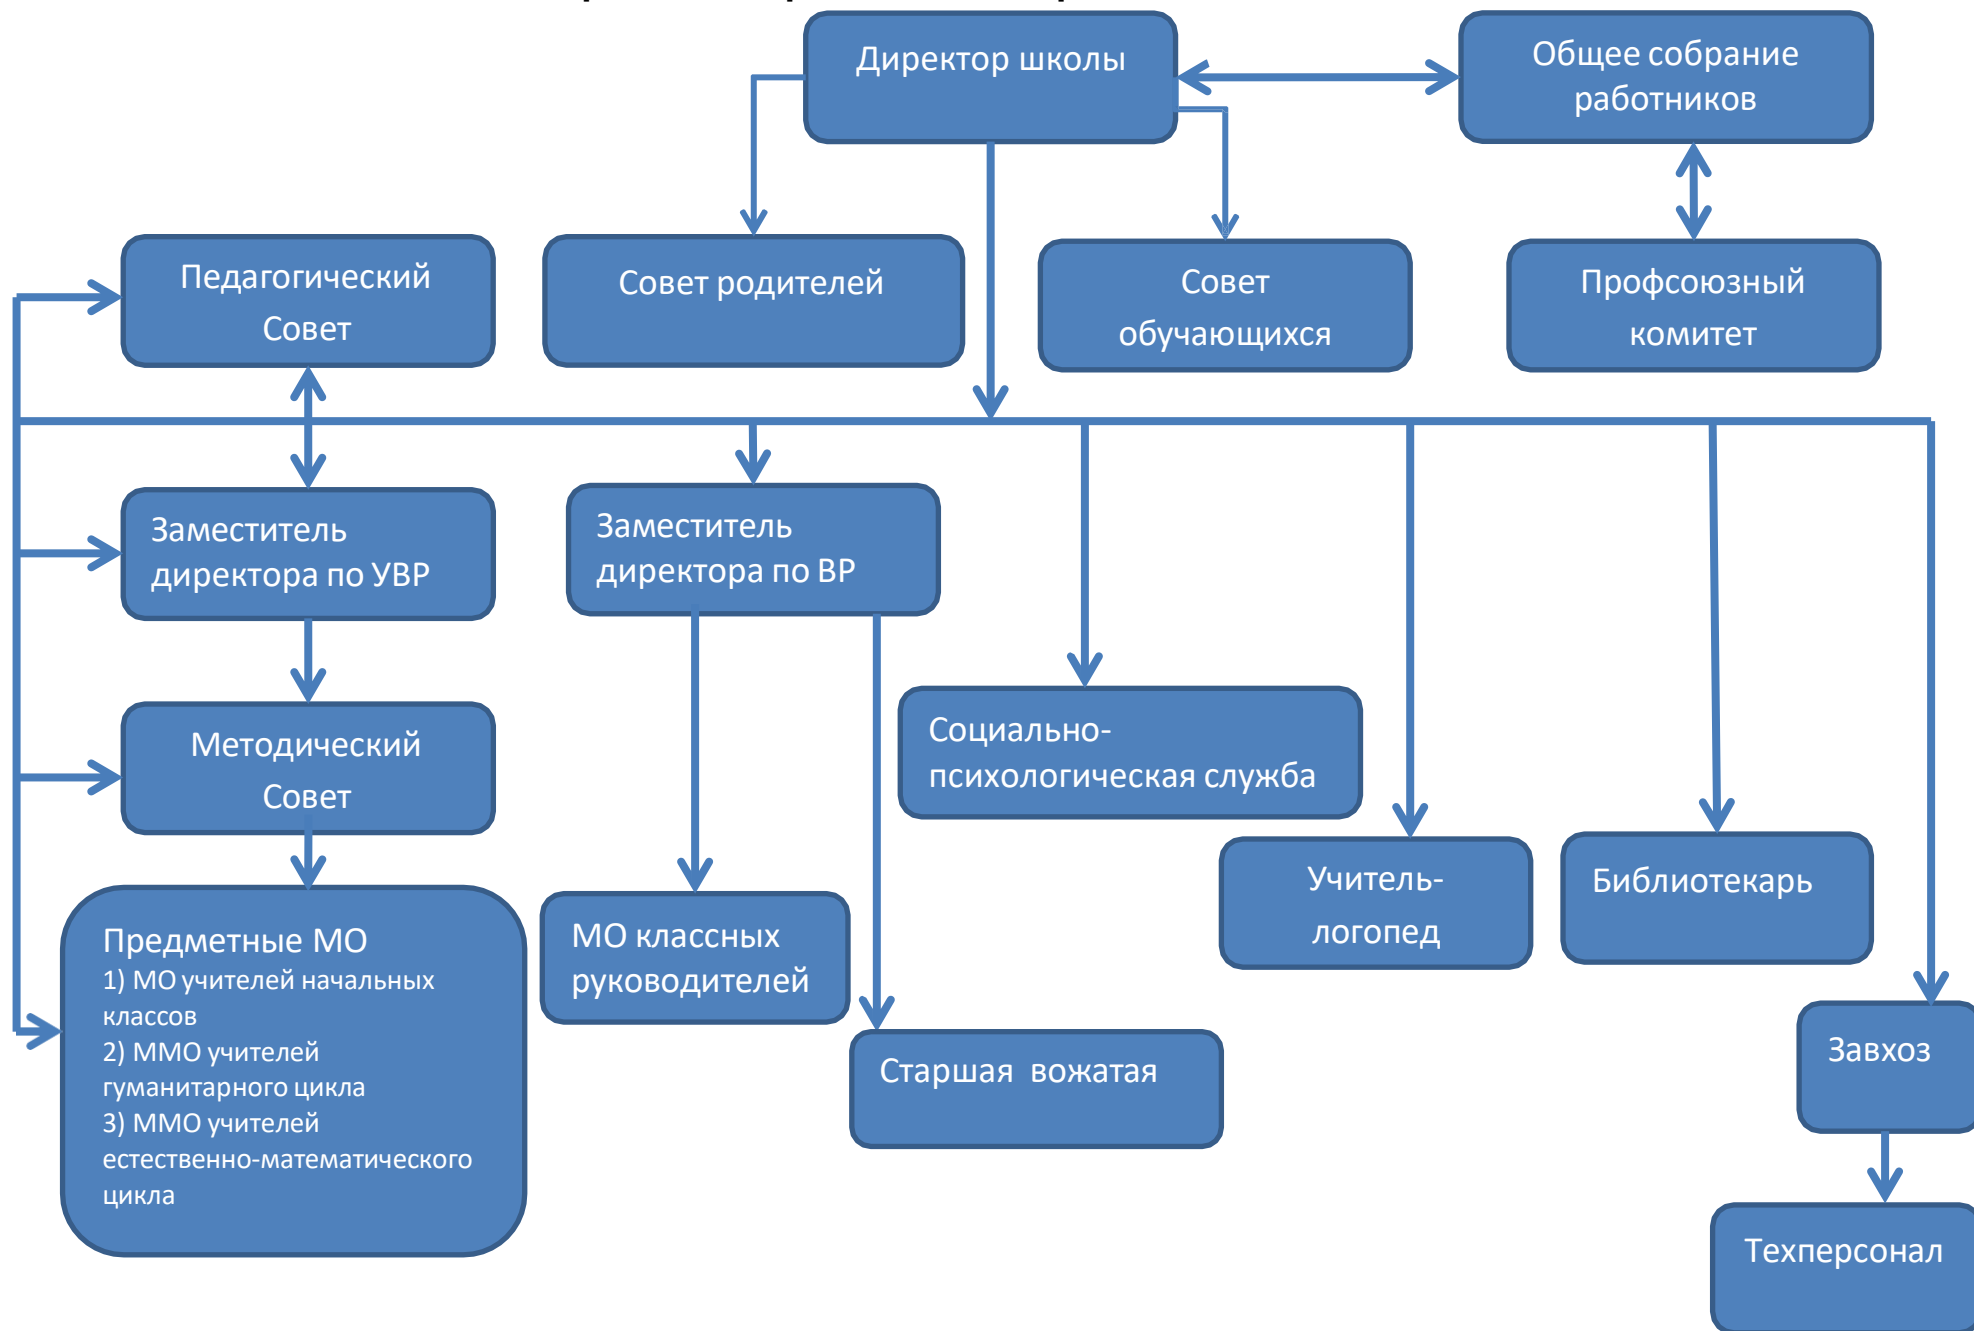 Директор школы
Общее собрание
работников
Педагогический
Совет
Совет родителей
Совет
обучающихся
Профсоюзный
комитет
Заместитель
директора по УВР
Заместитель
директора по ВР
Методический
Совет
Социально-
психологическая служба
Учитель-
логопед
Библиотекарь
Предметные МО
1) МО учителей начальных
классов
2) ММО учителей
гуманитарного цикла
3) ММО учителей
естественно-математического
цикла
МО классных
руководителей
Старшая вожатая
Завхоз
Техперсонал